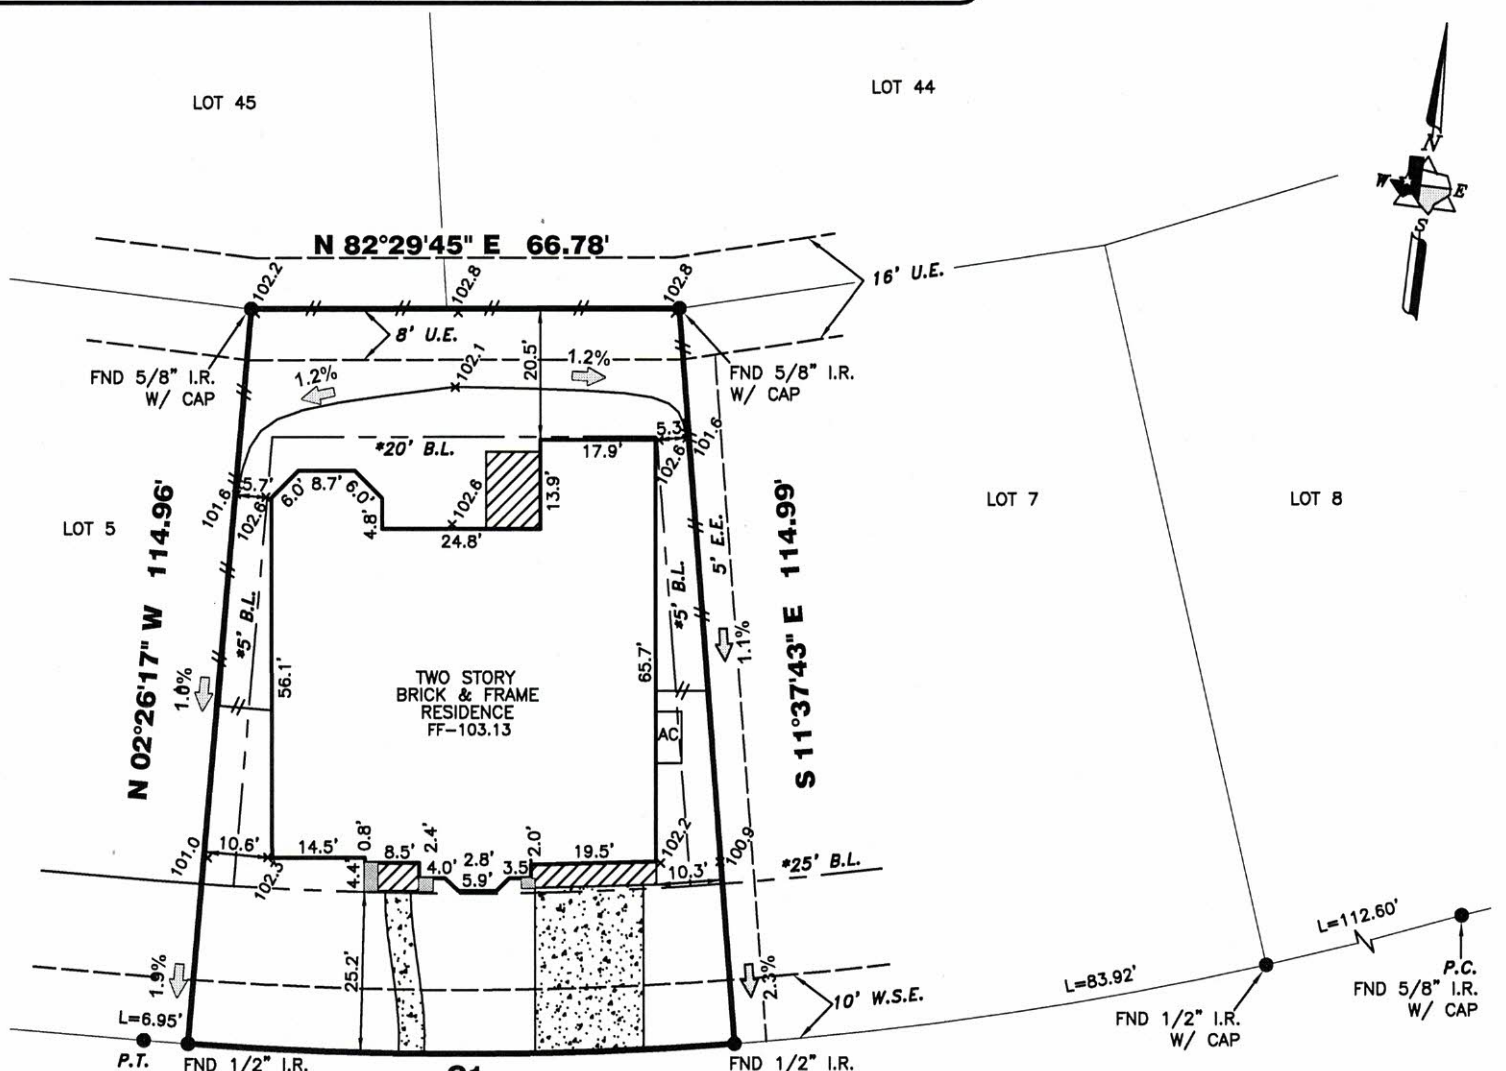 LOT 45
LOT 44
N
W
E
S
N 82°29'45" E 66.78'
102.2
102.8
102.8
16' U.E.
8' U.E.
102.1
20.5'
1.2%
1.2%
FND 5/8" I.R.
W/ CAP
FND 5/8" I.R.
W/ CAP
*20' B.L.
17.9'
5.3
101.6
102.6
5.7'
6.0'
8.7'
6.0'
102.6
13.9'
101.6
102.6
4.8'
24.8'
LOT 5
LOT 7
LOT 8
N 02°26'17" W 114.96'
S 11°37'43" E 114.99'
5' E.E.
*5' B.L.
*5' B.L.
1.0%
1.1%
56.1'
65.7'
TWO STORY
BRICK & FRAME
RESIDENCE
FF-103.13
AC
101.0
10.6'
102.3
14.5'
0.8'
8.5'
2.4'
4.4'
4.0'
2.8'
5.9'
3.5
2.0'
19.5'
102.2
100.9
10.3'
*25' B.L.
25.2'
1.9%
2.3%
10' W.S.E.
L=6.95'
L=83.92'
L=112.60'
P.C.
FND 5/8" I.R.
W/ CAP
FND 1/2" I.R.
W/ CAP
P.T.
FND 1/2" I.R.
FND 1/2" I.R.